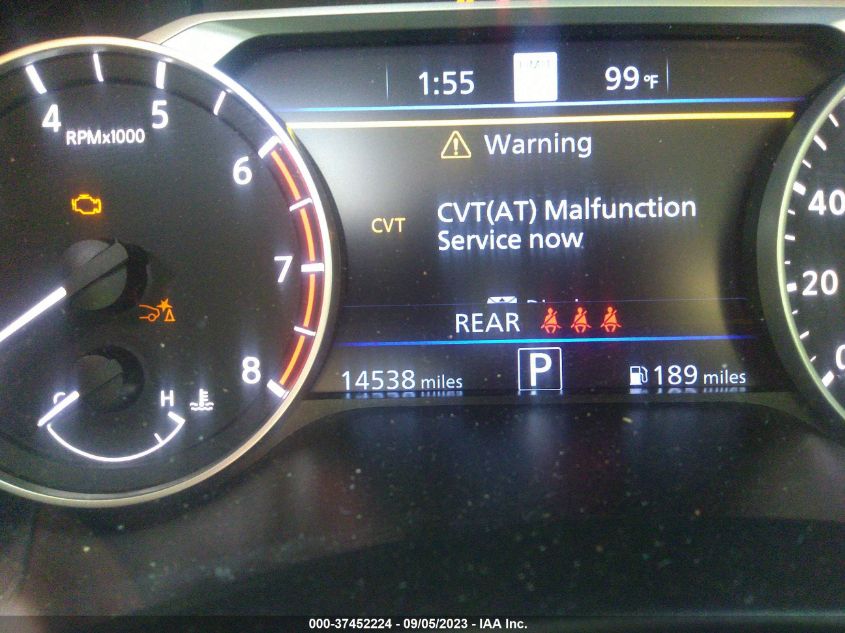 1:55
99°F
4
5
RPMx1000
6
7
8
Warning
CVT
CVT(AT) Malfunction
Service now
REAR
14538 miles
P
189 miles
H
40
20
0
000-37452224 - 09/05/2023 - IAA Inc.